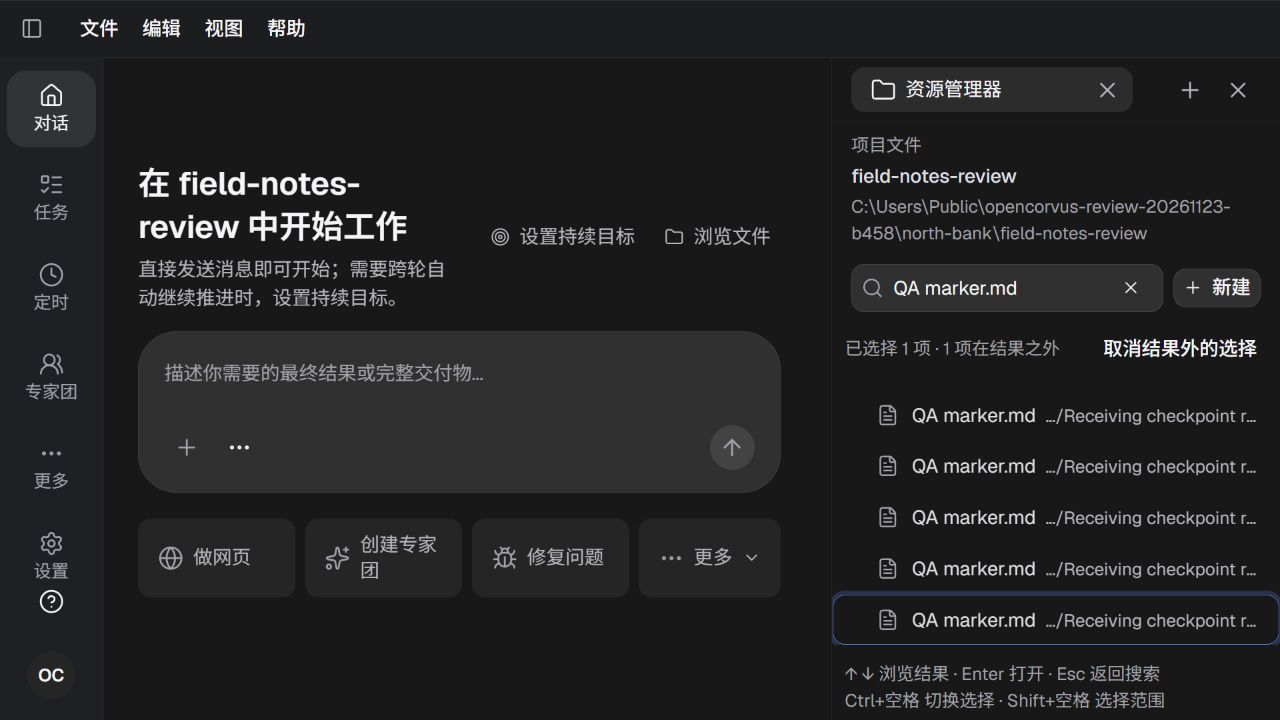 文件 编辑 视图 帮助
对话
任务
定时
专家团
更多
设置
OC
在 field-notes-
review 中开始工作
直接发送消息即可开始；需要跨轮自
动继续推进时，设置持续目标。
设置持续目标 浏览文件
描述你需要的最终结果或完整交付物...
做网页
创建专家
团
修复问题
更多
资源管理器
项目文件
field-notes-review
C:\Users\Public\opencorvus-review-20261123-
b458\north-bank\field-notes-review
QA marker.md
新建
已选择 1 项 · 1 项在结果之外 取消结果外的选择
QA marker.md .../Receiving checkpoint r...
QA marker.md .../Receiving checkpoint r...
QA marker.md .../Receiving checkpoint r...
QA marker.md .../Receiving checkpoint r...
QA marker.md .../Receiving checkpoint r...
↑↓ 浏览结果 · Enter 打开 · Esc 返回搜索
Ctrl+空格 切换选择 · Shift+空格 选择范围